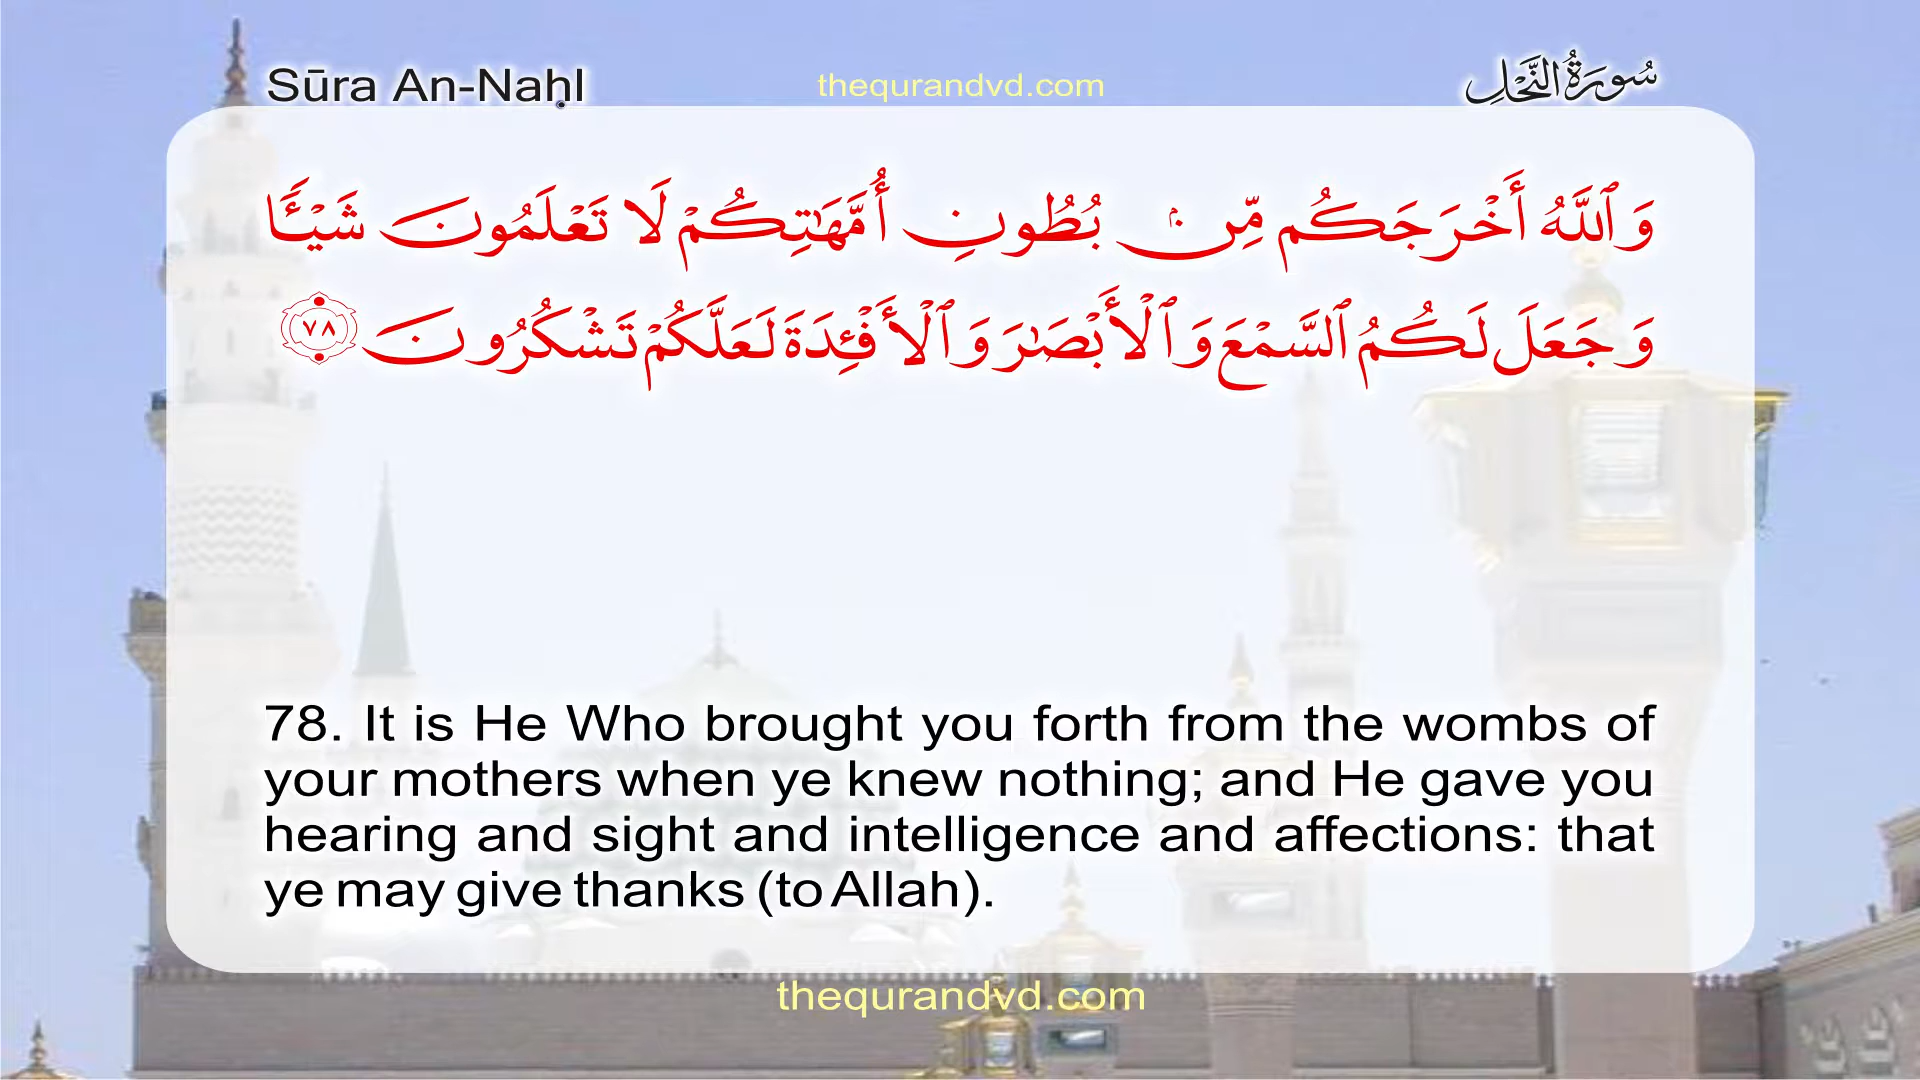 Sūra An-Naḥl
thequrandvd.com
سُورَةُ النَّحْلِ
وَٱللَّهُ أَخْرَجَكُم مِّنۢ بُطُونِ أُمَّهَٰتِكُمْ لَا تَعْلَمُونَ شَيْـًٔا
وَجَعَلَ لَكُمُ ٱلسَّمْعَ وَٱلْأَبْصَٰرَ وَٱلْأَفْـِٔدَةَ لَعَلَّكُمْ تَشْكُرُونَ ٧٨
78. It is He Who brought you forth from the wombs of
your mothers when ye knew nothing; and He gave you
hearing and sight and intelligence and affections: that
ye may give thanks (to Allah).
thequrandvd.com